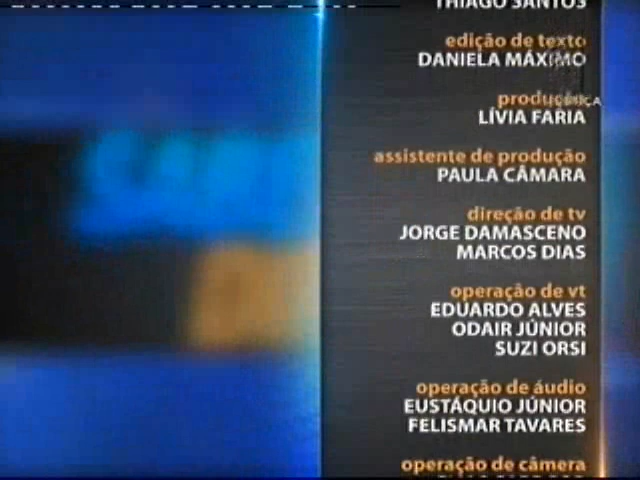 THIAGO SANTOS
edição de texto
DANIELA MÁXIMO
produção
LÍVIA FARIA
assistente de produção
PAULA CÂMARA
direção de tv
JORGE DAMASCENO
MARCOS DIAS
operação de vt
EDUARDO ALVES
ODAIR JÚNIOR
SUZI ORSI
operação de áudio
EUSTÁQUIO JÚNIOR
FELISMAR TAVARES
operação de câmera